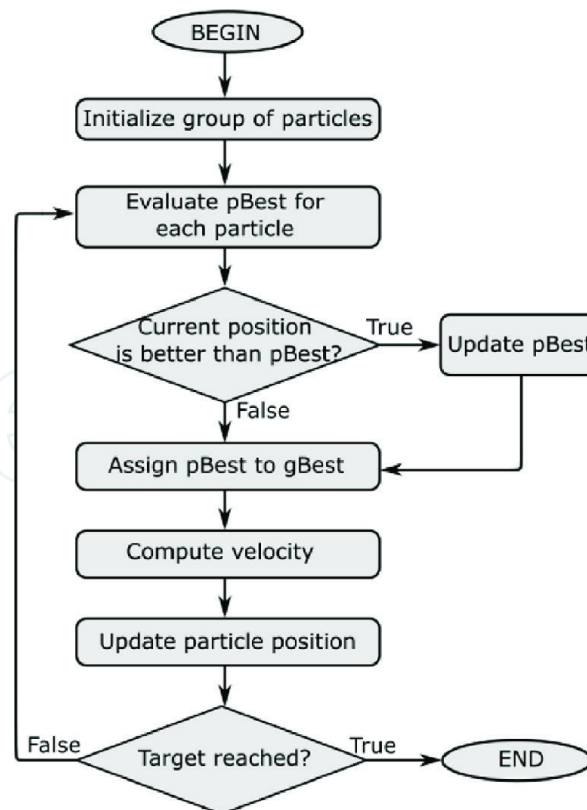 BEGIN
Initialize group of particles
Evaluate pBest for
each particle
Current position
is better than pBest?
True
Update pBest
False
Assign pBest to gBest
Compute velocity
Update particle position
False
Target reached?
True
END